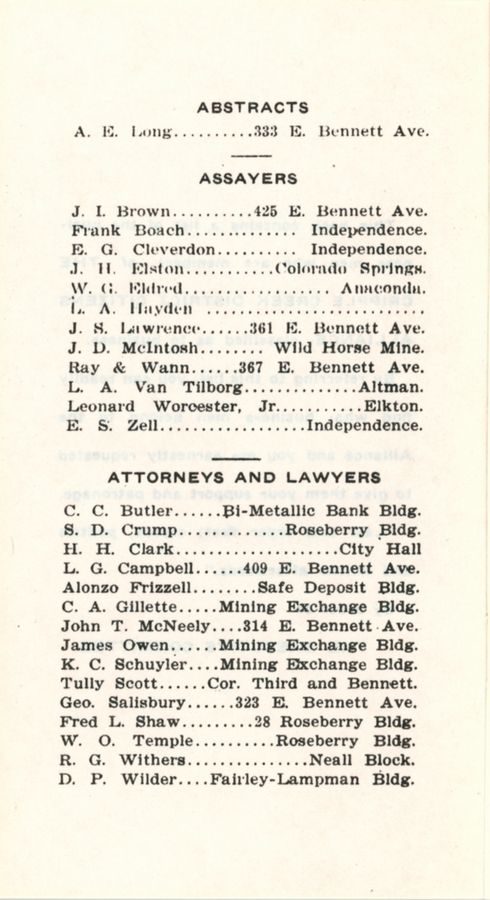 ABSTRACTS
A. E. Long..........333 E. Bennett Ave.
ASSAYERS
J. I. Brown..........425 E. Bennett Ave.
Frank Boach.............. Independence.
E. G. Cleverdon.......... Independence.
J. H. Elston...........Colorado Springs.
W. G. Eldred.................. Anaconda.
L. A. Hayden ............................
J. S. Lawrence......361 E. Bennett Ave.
J. D. McIntosh........ Wild Horse Mine.
Ray & Wann......367 E. Bennett Ave.
L. A. Van Tilborg..............Altman.
Leonard Worcester, Jr...........Elkton.
E. S. Zell..................Independence.
ATTORNEYS AND LAWYERS
C. C. Butler......Bi-Metallic Bank Bldg.
S. D. Crump.............Roseberry Bldg.
H. H. Clark....................City Hall
L. G. Campbell......409 E. Bennett Ave.
Alonzo Frizzell........Safe Deposit Bldg.
C. A. Gillette.....Mining Exchange Bldg.
John T. McNeely....314 E. Bennett Ave.
James Owen......Mining Exchange Bldg.
K. C. Schuyler....Mining Exchange Bldg.
Tully Scott......Cor. Third and Bennett.
Geo. Salisbury......323 E. Bennett Ave.
Fred L. Shaw.........28 Roseberry Bldg.
W. O. Temple..........Roseberry Bldg.
R. G. Withers...............Neall Block.
D. P. Wilder....Fairley-Lampman Bldg.